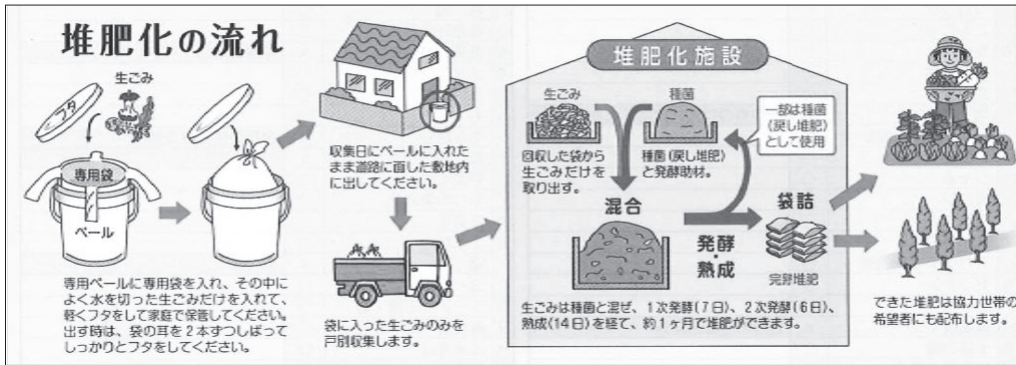 堆肥化の流れ
生ごみ
フタ
専用袋
ペール
専用ペールに専用袋を入れ、その中に
よく水を切った生ごみだけを入れて、
軽くフタをして家庭で保管してください。
出す時は、袋の耳を2本ずつしばって
しっかりとフタをしてください。
収集日にペールに入れた
まま道路に面した敷地内
に出してください。
袋に入った生ごみのみを
戸別収集します。
堆肥化施設
生ごみ
回収した袋から
生ごみだけを
取り出す。
種菌
種菌(戻し堆肥)
と発酵助材。
一部は種菌
(戻し堆肥)
として使用
混合
発酵
・
熟成
袋詰
完熟堆肥
生ごみは種菌と混ぜ、1次発酵(7日)、2次発酵(6日)、
熟成(14日)を経て、約1ヶ月で堆肥ができます。
できた堆肥は協力世帯の
希望者にも配布します。